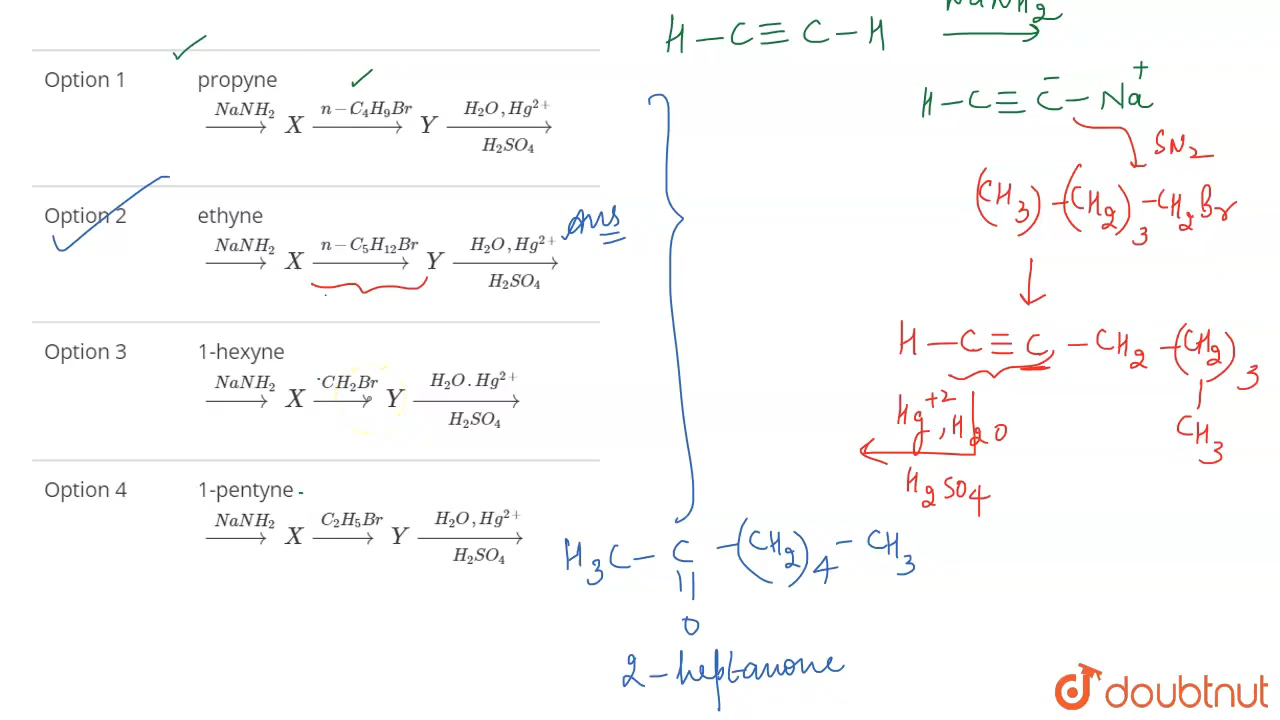 NaNH2
H-C≡C-H
Option 1 propyne
NaNH2 X n-C4H9Br Y H2O, Hg2+ H2SO4
H-C≡C̄-Na+
SN2
(CH3)-(CH2)3-CH2Br
Option 2 ethyne
Ans
NaNH2 X n-C5H12Br Y H2O, Hg2+ H2SO4
H-C≡C-CH2-(CH2)3
CH3
Option 3 1-hexyne
NaNH2 X CH2Br Y H2O.Hg2+ H2SO4
Hg+2, H2O
H2SO4
Option 4 1-pentyne
NaNH2 X C2H5Br Y H2O, Hg2+ H2SO4
H3C-C-(CH2)4-CH3
O
2-heptanone
doubtnut